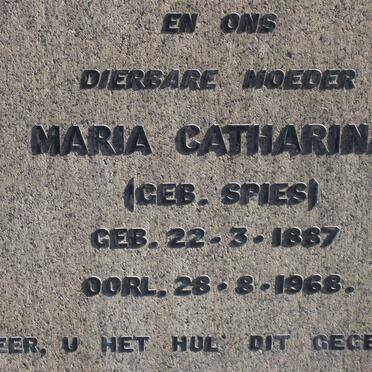 EN ONS
DIERBARE MOEDER
MARIA CATHARINA
(GEB. SPIES)
GEB. 22 · 3 · 1887
OORL. 28 · 8 · 1968.
EER, U HET HUL DIT GEGE